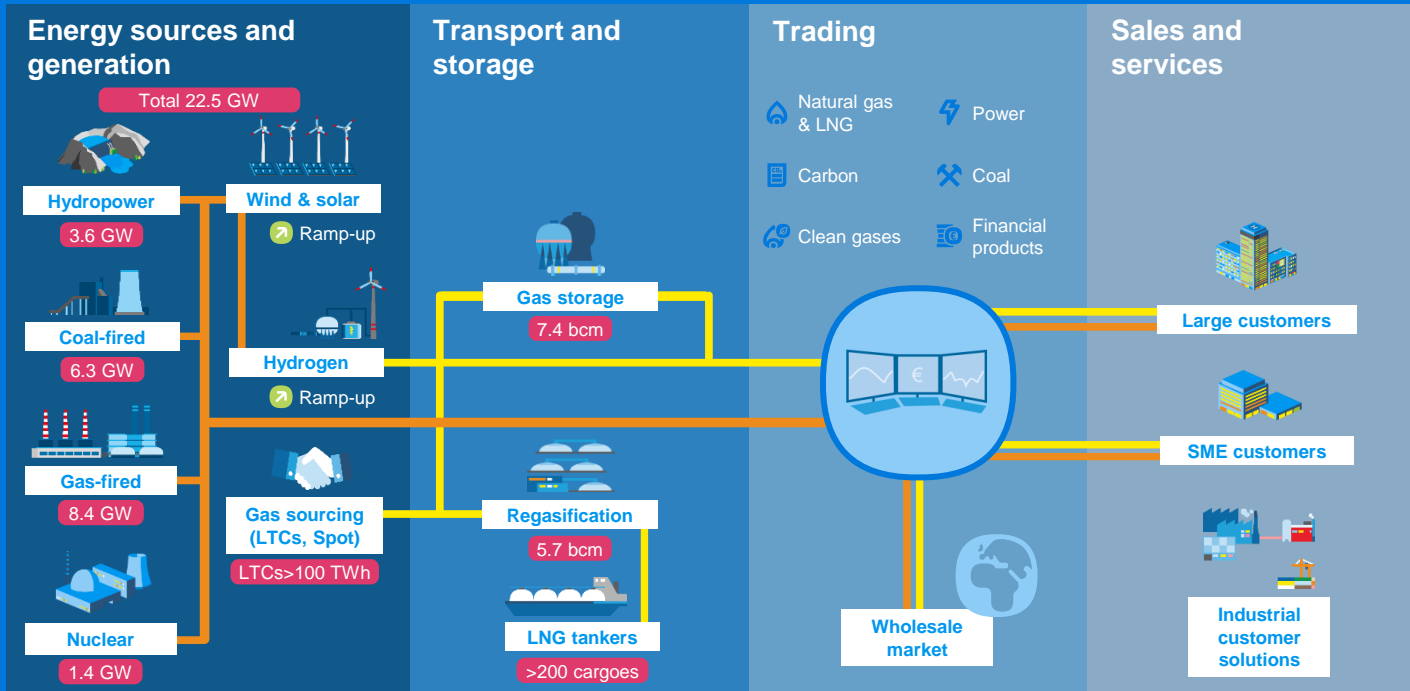 Energy sources and
generation
Total 22.5 GW
Hydropower
3.6 GW
Wind & solar
Ramp-up
Coal-fired
6.3 GW
Hydrogen
Ramp-up
Gas-fired
8.4 GW
Gas sourcing
(LTCs, Spot)
LTCs>100 TWh
Nuclear
1.4 GW
Transport and
storage
Gas storage
7.4 bcm
Regasification
5.7 bcm
LNG tankers
>200 cargoes
Trading
Natural gas
& LNG
Power
Carbon
Coal
Clean gases
Financial
products
€
Wholesale
market
Sales and
services
Large customers
SME customers
Industrial
customer
solutions